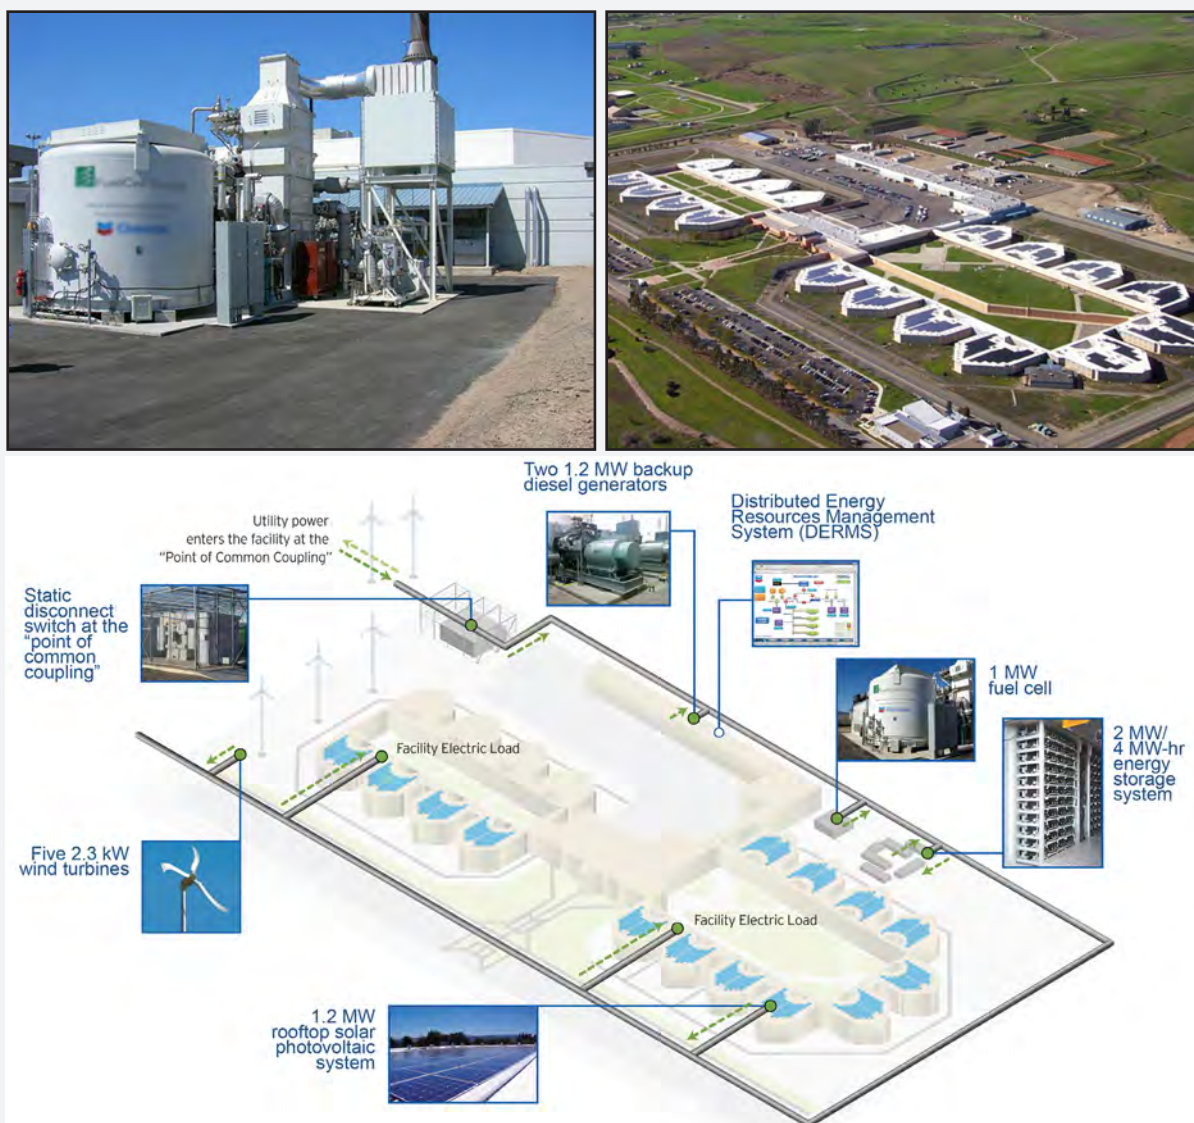 Two 1.2 MW backup
diesel generators
Distributed Energy
Resources Management
System (DERMS)
Utility power
enters the facility at the
“Point of Common Coupling”
Static
disconnect
switch at the
“point of
common
coupling”
1 MW
fuel cell
2 MW/
4 MW-hr
energy
storage
system
Facility Electric Load
Five 2.3 kW
wind turbines
Facility Electric Load
1.2 MW
rooftop solar
photovoltaic
system